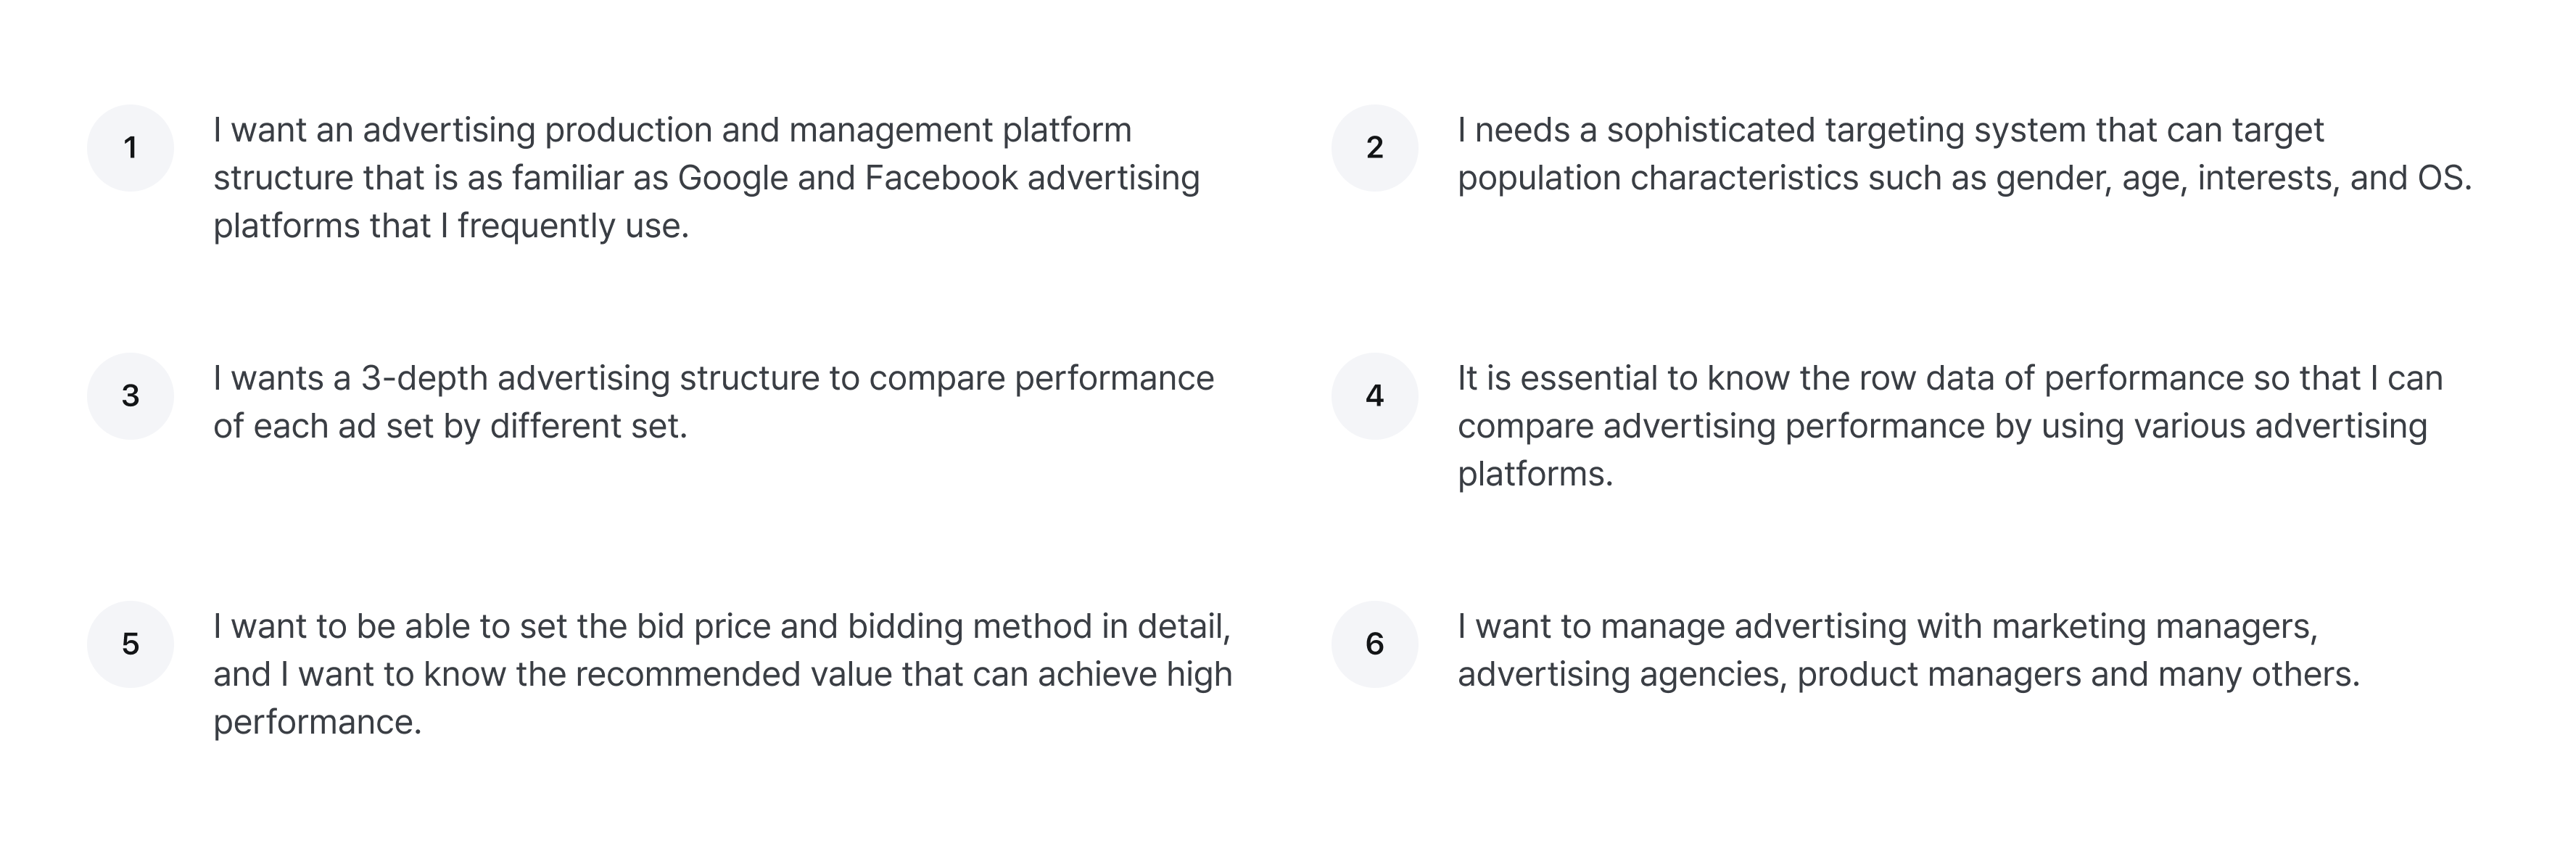 1
I want an advertising production and management platform
structure that is as familiar as Google and Facebook advertising
platforms that I frequently use.
2
I needs a sophisticated targeting system that can target
population characteristics such as gender, age, interests, and OS.
3
I wants a 3-depth advertising structure to compare performance
of each ad set by different set.
4
It is essential to know the row data of performance so that I can
compare advertising performance by using various advertising
platforms.
5
I want to be able to set the bid price and bidding method in detail,
and I want to know the recommended value that can achieve high
performance.
6
I want to manage advertising with marketing managers,
advertising agencies, product managers and many others.